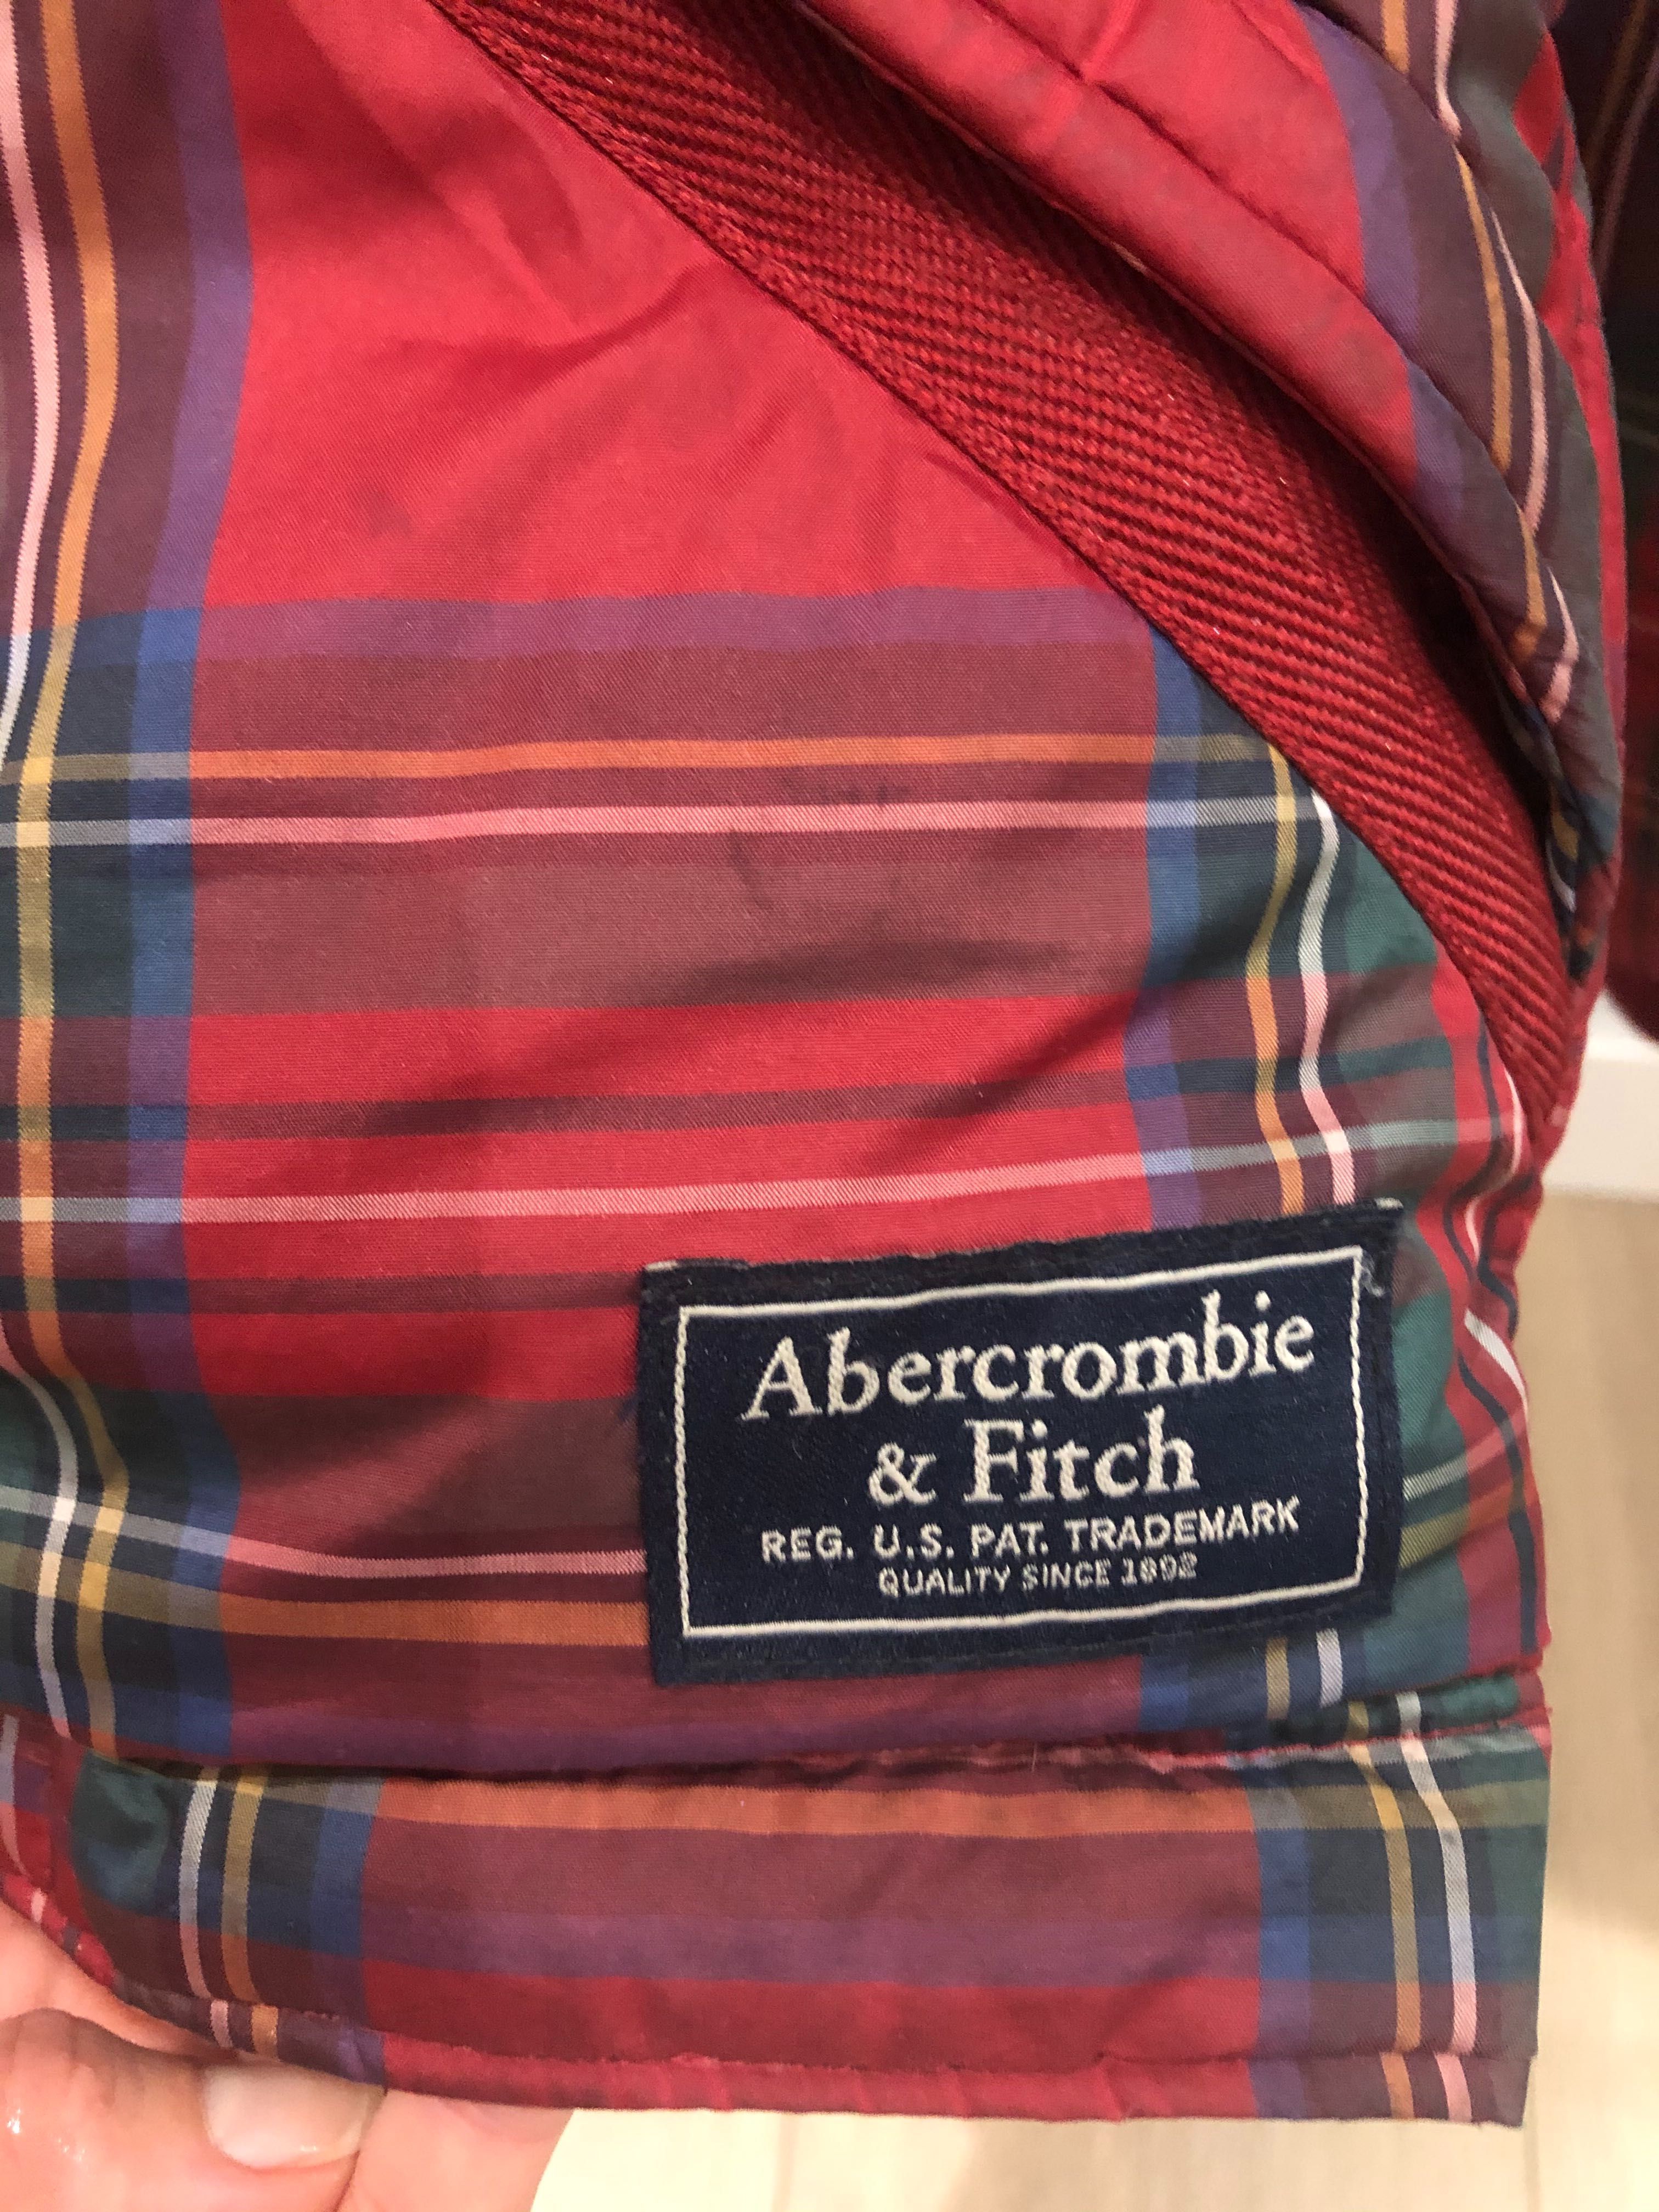 Abercrombie
& Fitch
REG. U.S. PAT. TRADEMARK
QUALITY SINCE 1892